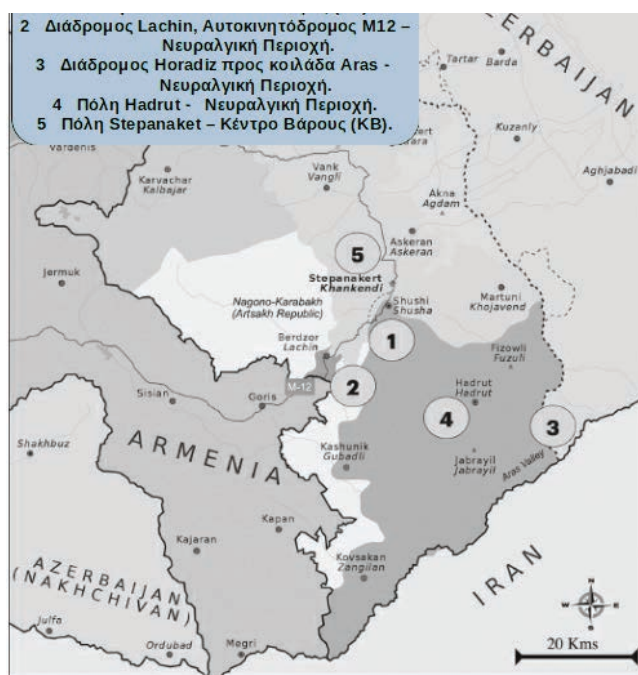 2 Διάδρομος Lachin, Αυτοκινητόδρομος M12 –
Νευραλγική Περιοχή.
3 Διάδρομος Horadiz προς κοιλάδα Aras -
Νευραλγική Περιοχή.
4 Πόλη Hadrut - Νευραλγική Περιοχή.
5 Πόλη Stepanaket – Κέντρο Βάρους (ΚΒ).
AZERBAIJAN
Tartar
Barda
Vardenis
Karvachar
Kalbajar
Vank
Vangli
Kuzanly
Aghjabadi
Akna
Agdam
5
Askeran
Askeran
Jermuk
Stepanakert
Khankendi
Nagono-Karabakh
(Artsakh Republic)
Shushi
Shusha
Martuni
Khojavend
1
Berdzor
Lachin
Fizowli
Fuzuli
M-12
2
Sisian
Goris
Hadrut
Hadrut
4
3
Shakhbuz
ARMENIA
Kashunik
Gubadli
Jabrayil
Jabrayil
Aras Valley
Kapan
Kajaran
Kovsakan
Zangilan
IRAN
AZERBAIJAN
(NAKHCHIVAN)
N
W
E
S
Julfa
Ordubad
Megri
20 Kms